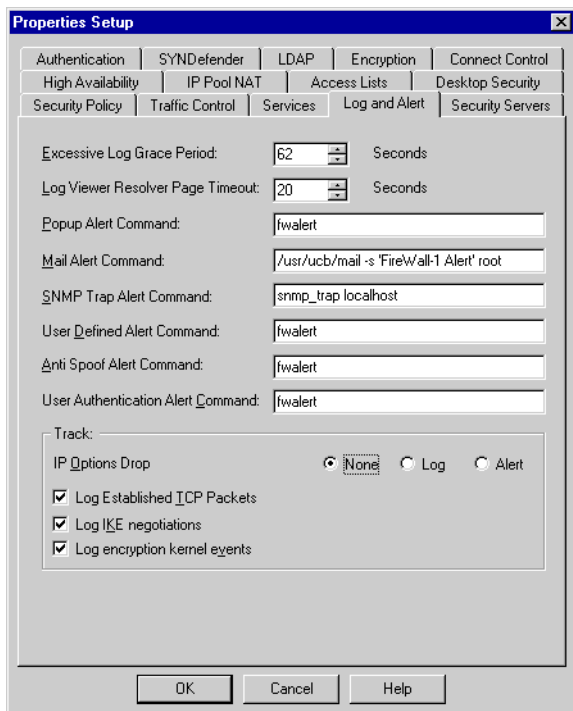 Properties Setup
Authentication SYNDefender LDAP Encryption Connect Control
High Availability IP Pool NAT Access Lists Desktop Security
Security Policy Traffic Control Services Log and Alert Security Servers
Excessive Log Grace Period: 62 Seconds
Log Viewer Resolver Page Timeout: 20 Seconds
Popup Alert Command: fwalert
Mail Alert Command: /usr/ucb/mail -s 'FireWall-1 Alert' root
SNMP Trap Alert Command: snmp_trap localhost
User Defined Alert Command: fwalert
Anti Spoof Alert Command: fwalert
User Authentication Alert Command: fwalert
Track:
IP Options Drop None Log Alert
Log Established TCP Packets
Log IKE negotiations
Log encryption kernel events
OK Cancel Help